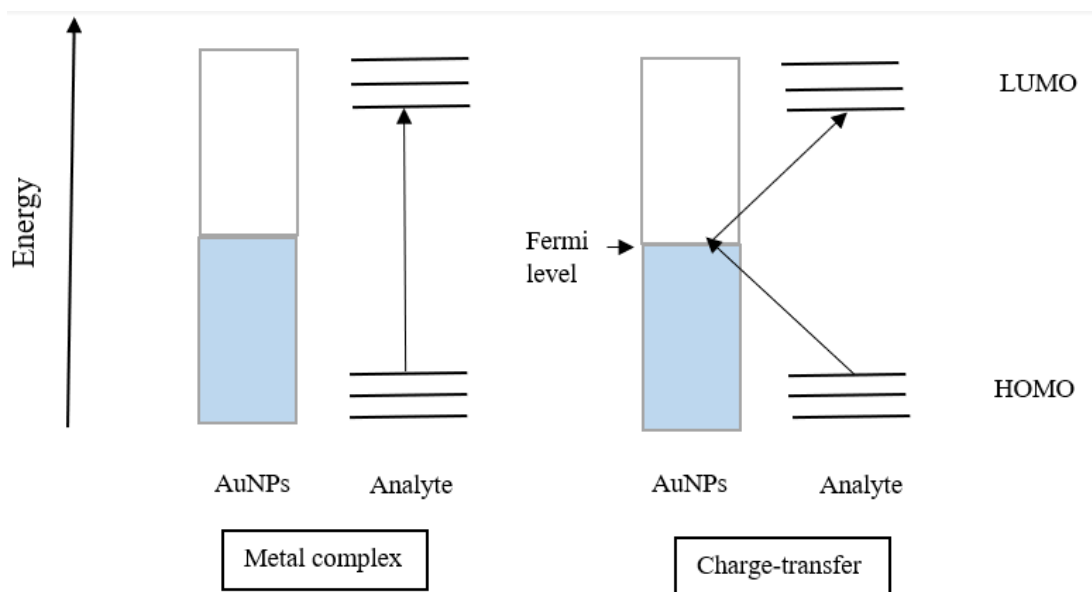 Energy
LUMO
Fermi
level
HOMO
AuNPs
Analyte
AuNPs
Analyte
Metal complex
Charge-transfer